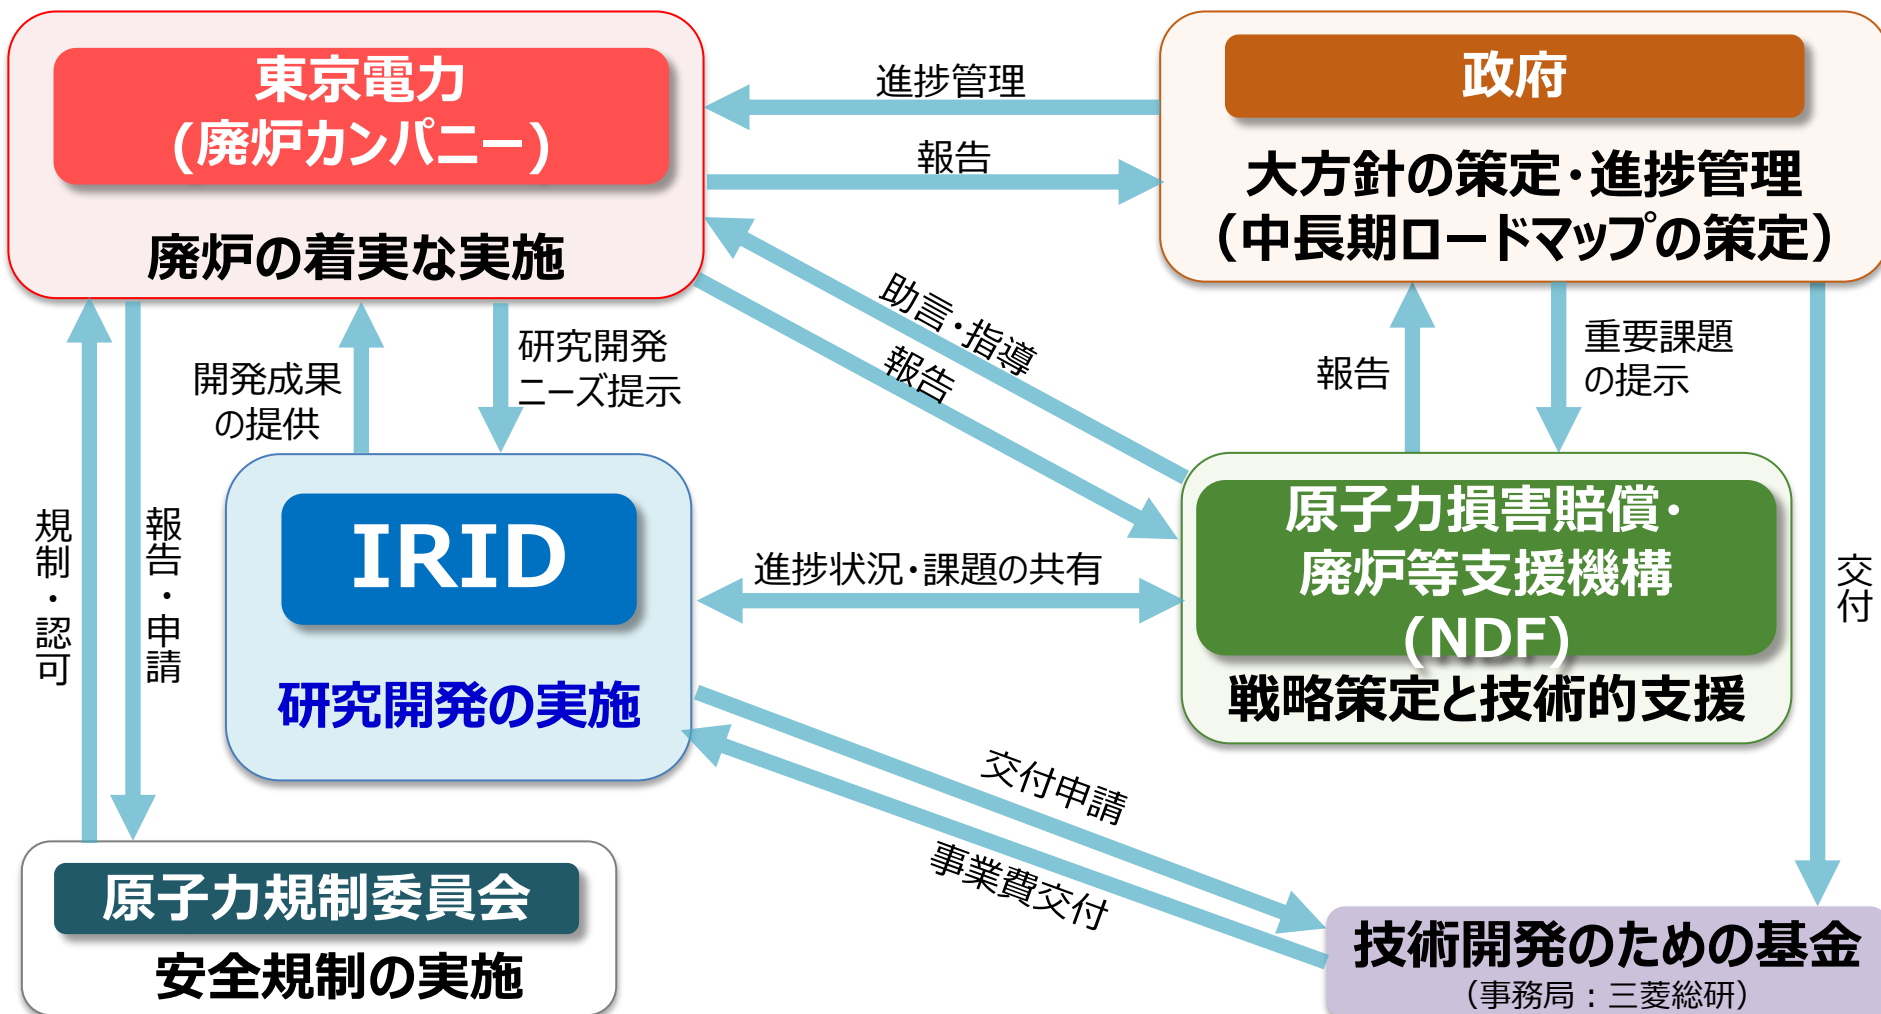 東京電力
(廃炉カンパニー)
廃炉の着実な実施
進捗管理
報告
政府
大方針の策定・進捗管理
（中長期ロードマップの策定）
助言・指導
報告
開発成果
の提供
研究開発
ニーズ提示
報告
重要課題
の提示
規制・認可
報告・申請
IRID
研究開発の実施
進捗状況・課題の共有
原子力損害賠償・
廃炉等支援機構
(NDF)
戦略策定と技術的支援
交付
交付申請
事業費交付
原子力規制委員会
安全規制の実施
技術開発のための基金
（事務局：三菱総研）